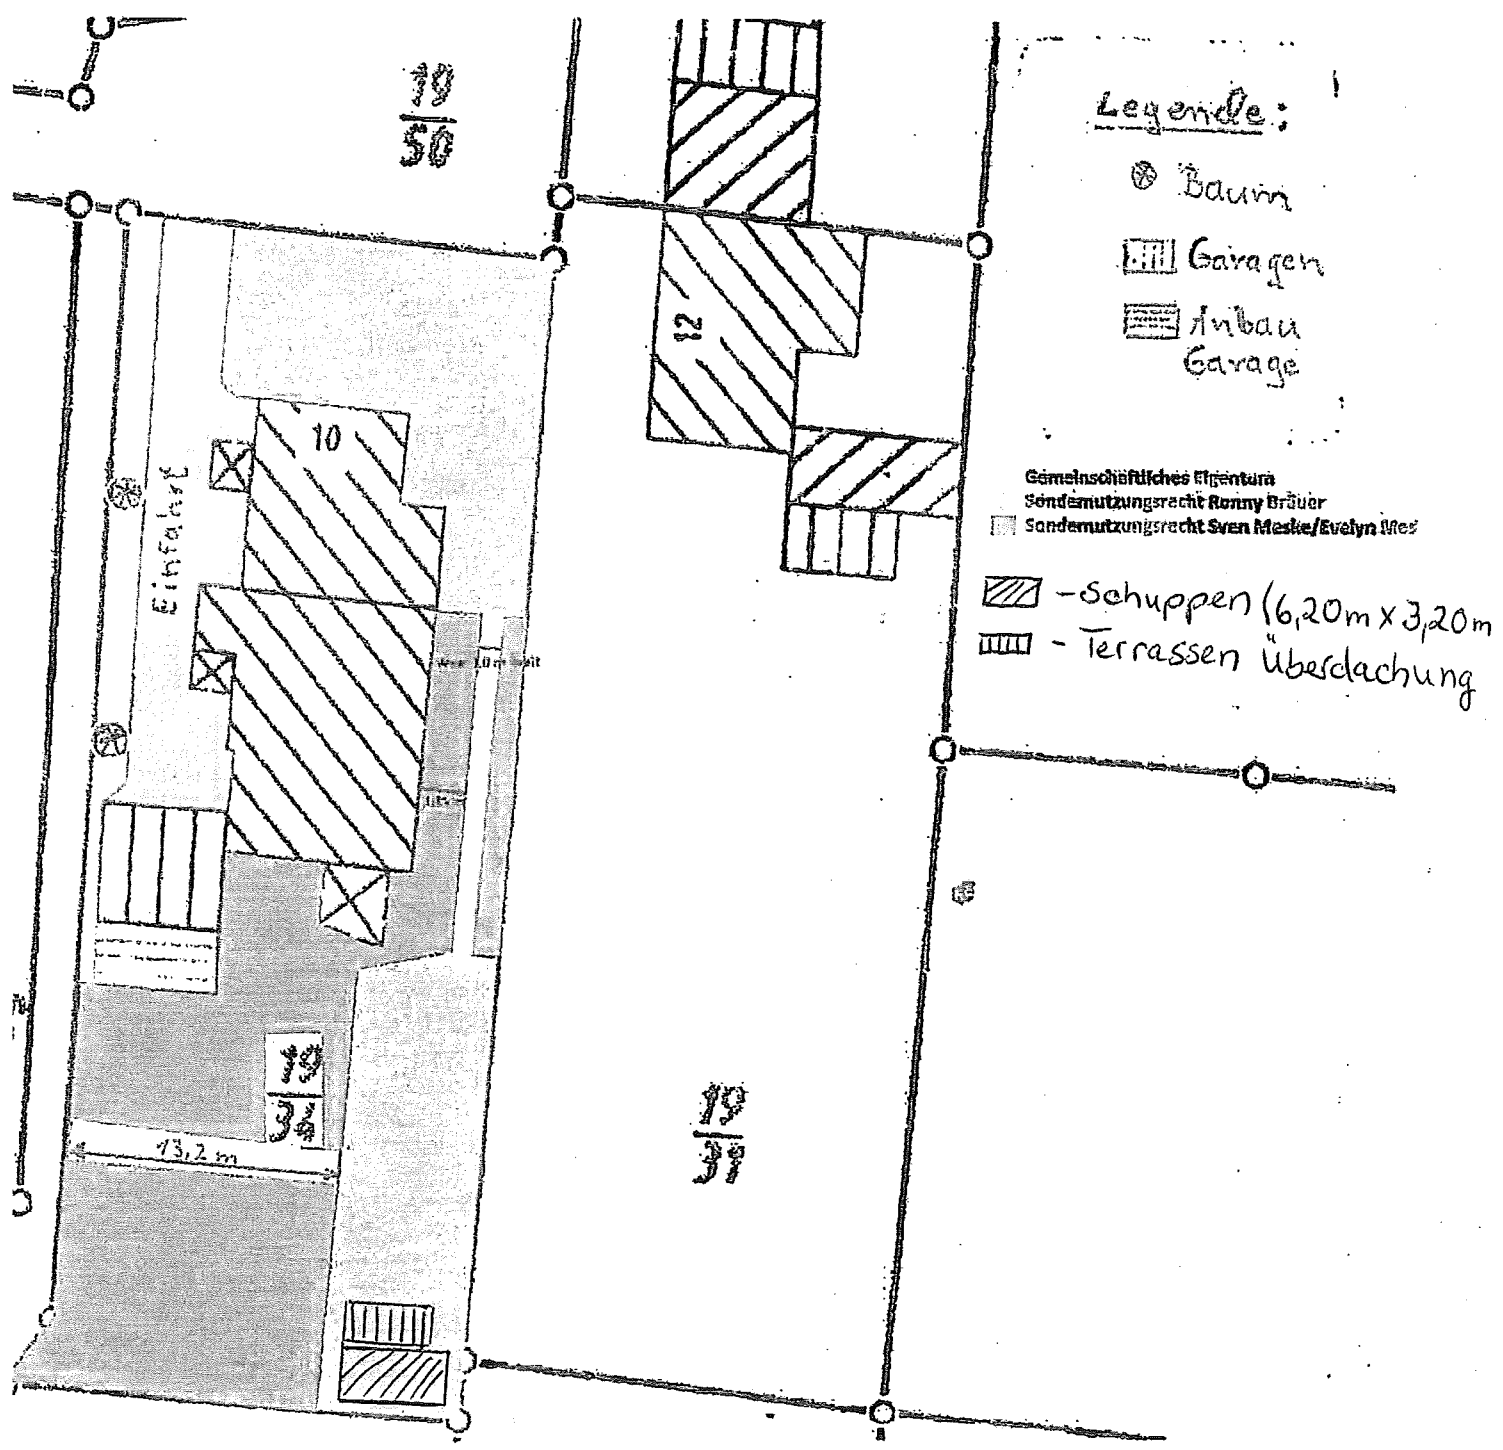 19
50
Legende:
Baum
Garagen
Anbau
Garage
12
10
Einfahrt
Gemeinschaftliches Eigentum
Sondernutzungsrecht Ronny Bräuer
Sondernutzungsrecht Sven Meske/Evelyn Mes
- Schuppen (6,20m x 3,20m
- Terrassen Überdachung
19
13,2 m
19